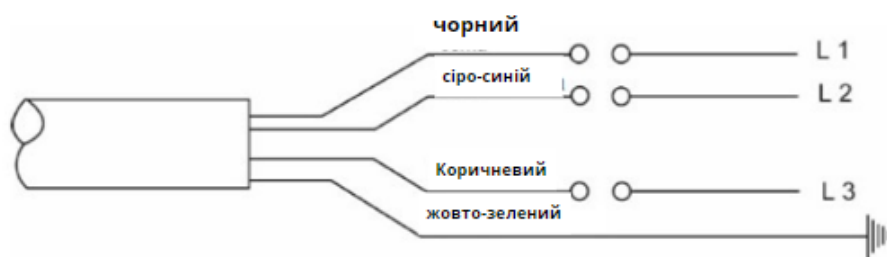 чорний
L 1
сіро-синій
L 2
Коричневий
L 3
жовто-зелений